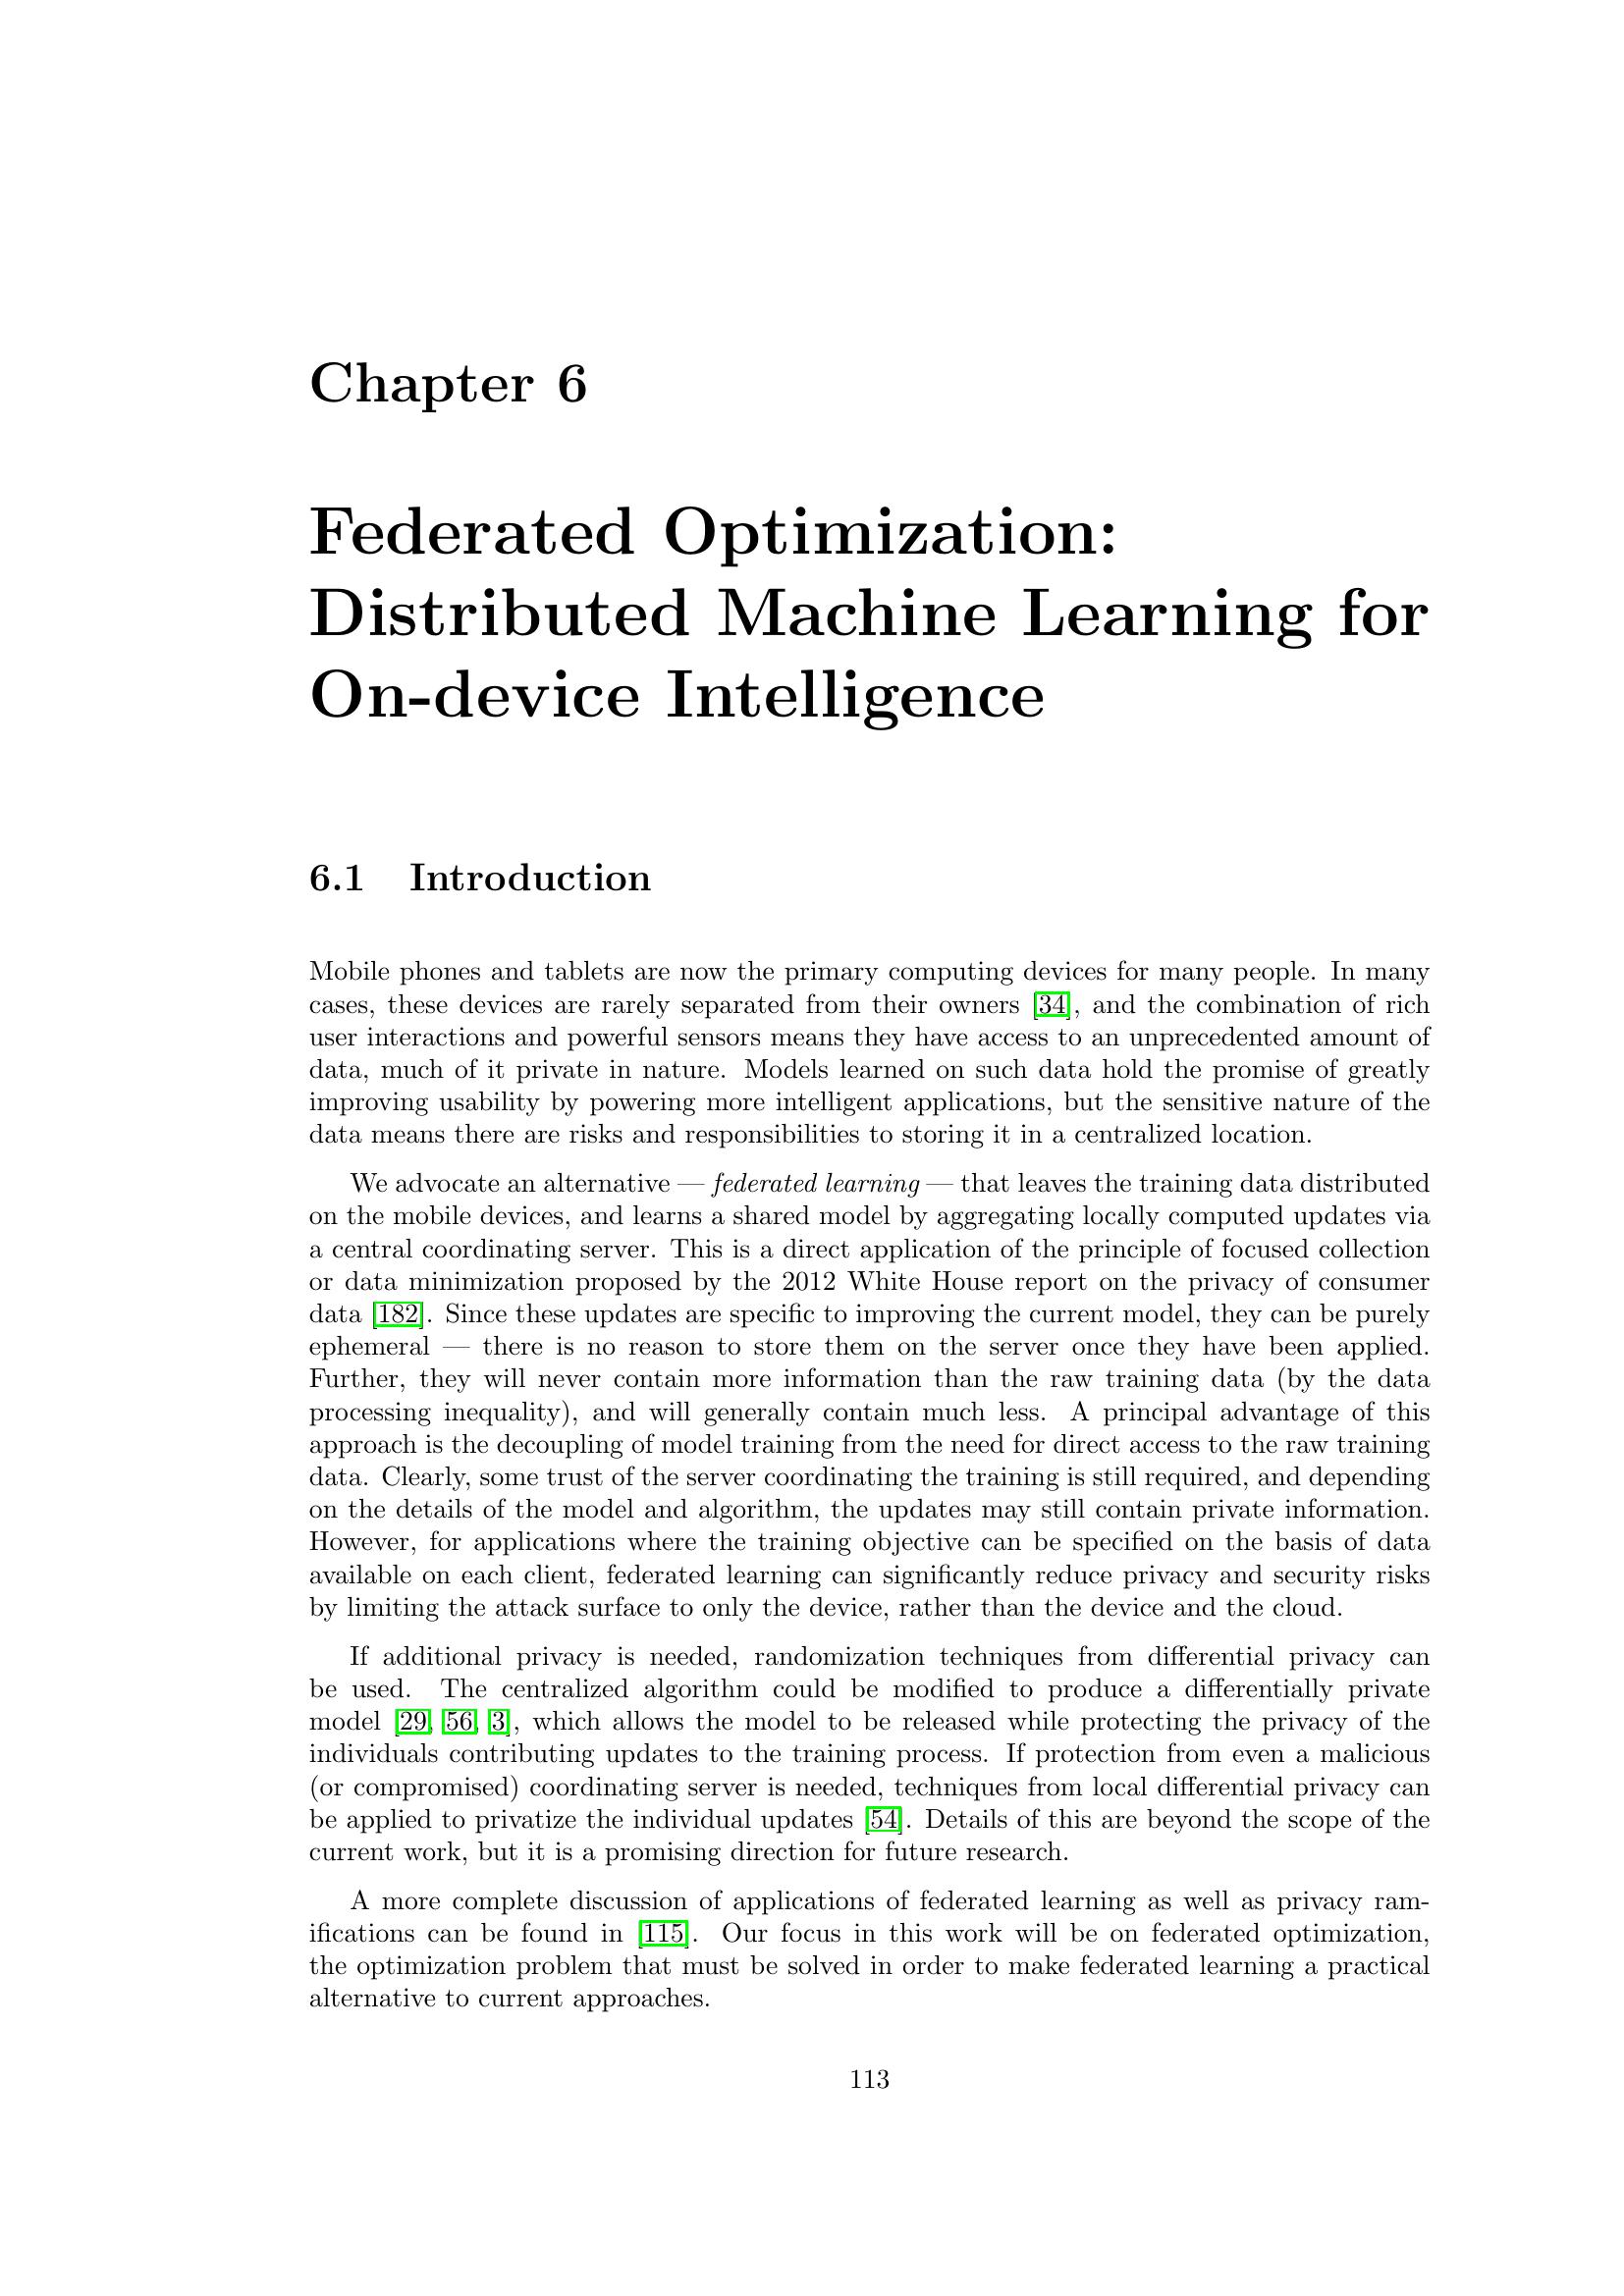 Chapter 6
Federated Optimization:
Distributed Machine Learning for
On-device Intelligence
6.1 Introduction
Mobile phones and tablets are now the primary computing devices for many people. In many
cases, these devices are rarely separated from their owners [34], and the combination of rich
user interactions and powerful sensors means they have access to an unprecedented amount of
data, much of it private in nature. Models learned on such data hold the promise of greatly
improving usability by powering more intelligent applications, but the sensitive nature of the
data means there are risks and responsibilities to storing it in a centralized location.
We advocate an alternative — federated learning — that leaves the training data distributed
on the mobile devices, and learns a shared model by aggregating locally computed updates via
a central coordinating server. This is a direct application of the principle of focused collection
or data minimization proposed by the 2012 White House report on the privacy of consumer
data [182]. Since these updates are specific to improving the current model, they can be purely
ephemeral — there is no reason to store them on the server once they have been applied.
Further, they will never contain more information than the raw training data (by the data
processing inequality), and will generally contain much less. A principal advantage of this
approach is the decoupling of model training from the need for direct access to the raw training
data. Clearly, some trust of the server coordinating the training is still required, and depending
on the details of the model and algorithm, the updates may still contain private information.
However, for applications where the training objective can be specified on the basis of data
available on each client, federated learning can significantly reduce privacy and security risks
by limiting the attack surface to only the device, rather than the device and the cloud.
If additional privacy is needed, randomization techniques from differential privacy can
be used. The centralized algorithm could be modified to produce a differentially private
model [29, 56, 3], which allows the model to be released while protecting the privacy of the
individuals contributing updates to the training process. If protection from even a malicious
(or compromised) coordinating server is needed, techniques from local differential privacy can
be applied to privatize the individual updates [54]. Details of this are beyond the scope of the
current work, but it is a promising direction for future research.
A more complete discussion of applications of federated learning as well as privacy ram-
ifications can be found in [115]. Our focus in this work will be on federated optimization,
the optimization problem that must be solved in order to make federated learning a practical
alternative to current approaches.
113